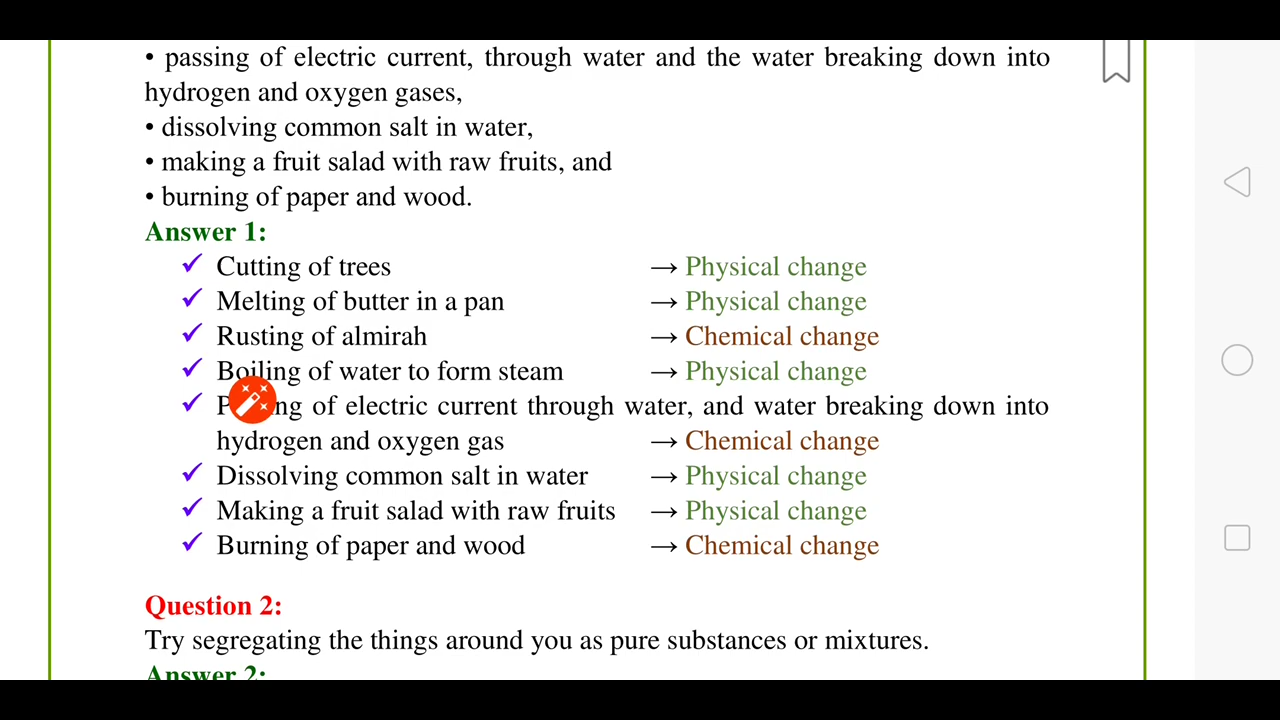 • passing of electric current, through water and the water breaking down into
hydrogen and oxygen gases,
• dissolving common salt in water,
• making a fruit salad with raw fruits, and
• burning of paper and wood.
Answer 1:
✓ Cutting of trees → Physical change
✓ Melting of butter in a pan → Physical change
✓ Rusting of almirah → Chemical change
✓ Boiling of water to form steam → Physical change
✓ of electric current through water, and water breaking down into
hydrogen and oxygen gas → Chemical change
✓ Dissolving common salt in water → Physical change
✓ Making a fruit salad with raw fruits → Physical change
✓ Burning of paper and wood → Chemical change
Question 2:
Try segregating the things around you as pure substances or mixtures.
Answer 2: